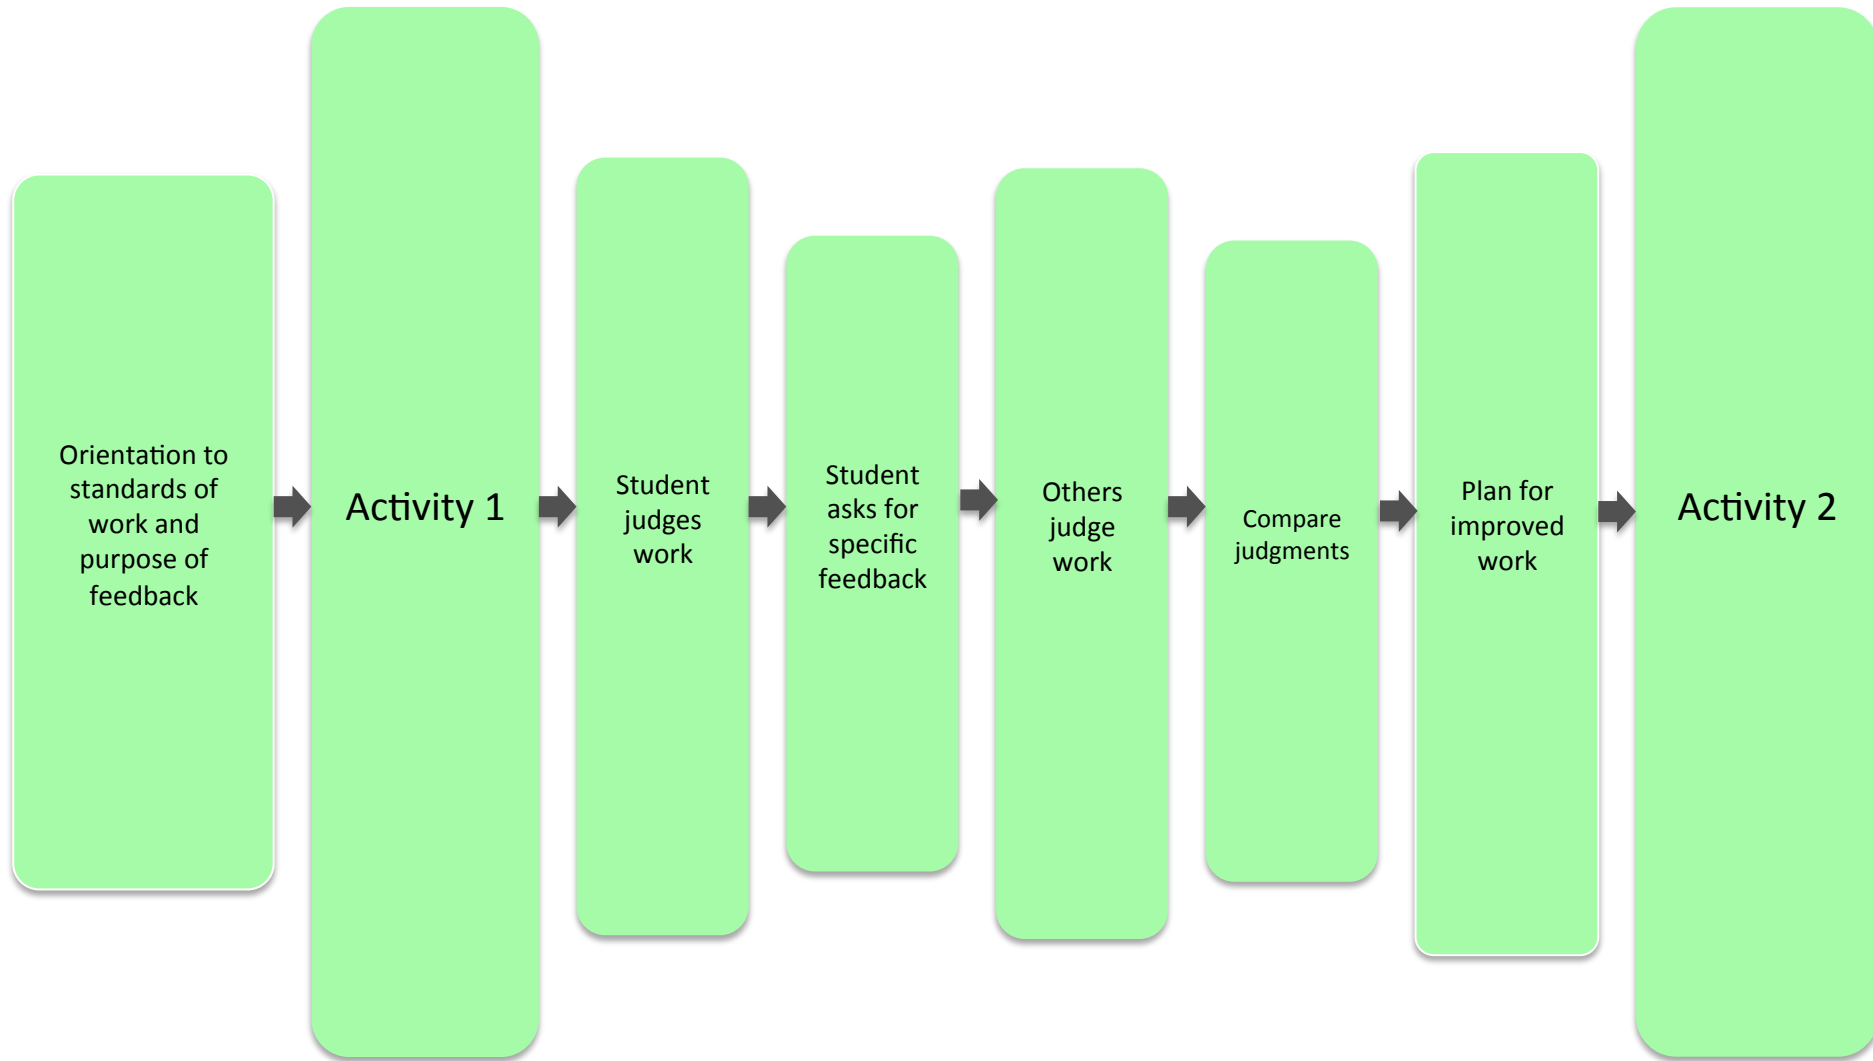 Orientation to
standards of
work and
purpose of
feedback
Activity 1
Student
judges
work
Student
asks for
specific
feedback
Others
judge
work
Compare
judgments
Plan for
improved
work
Activity 2